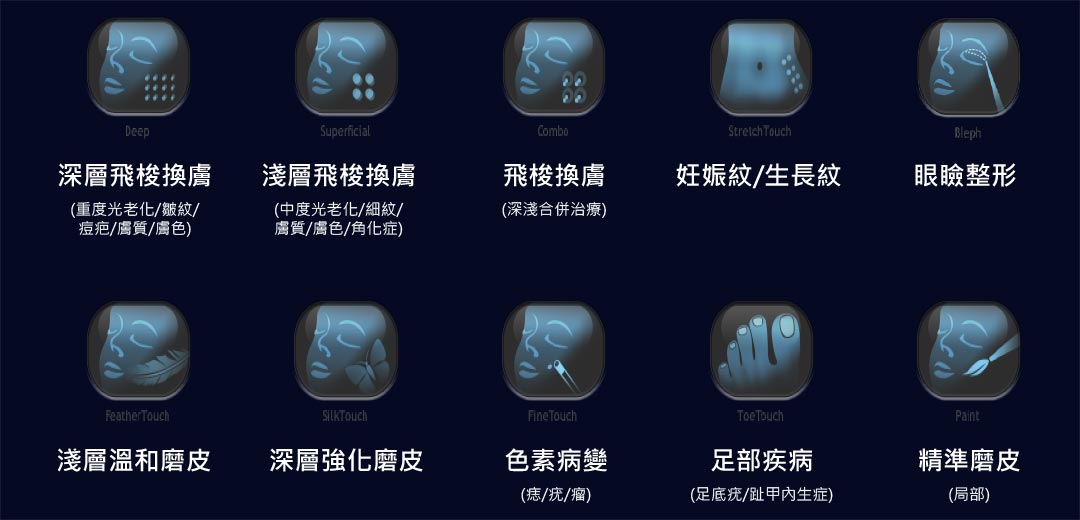 Deep
Superficial
Combo
StretchTouch
Bleph
深層飛梭換膚
淺層飛梭換膚
飛梭換膚
妊娠紋/生長紋
眼瞼整形
(重度光老化/皺紋/
痘疤/膚質/膚色)
(中度光老化/細紋/
膚質/膚色/角化症)
(深淺合併治療)
FeatherTouch
SilkTouch
FineTouch
ToeTouch
Paint
淺層溫和磨皮
深層強化磨皮
色素病變
足部疾病
精準磨皮
(痣/疣/瘤)
(足底疣/趾甲內生症)
(局部)